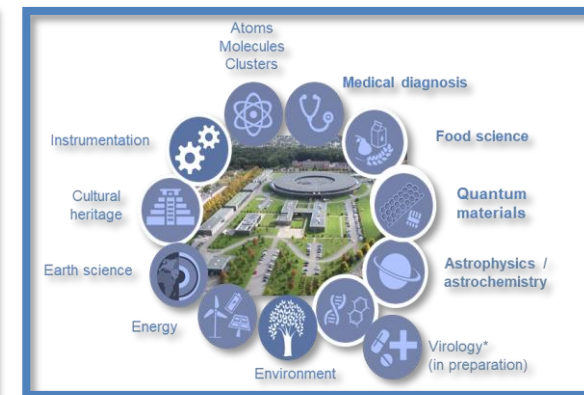 Atoms
Molecules
Clusters
Medical diagnosis
Instrumentation
Food science
Cultural
heritage
Quantum
materials
Earth science
Astrophysics /
astrochemistry
Energy
Virology*
(in preparation)
Environment